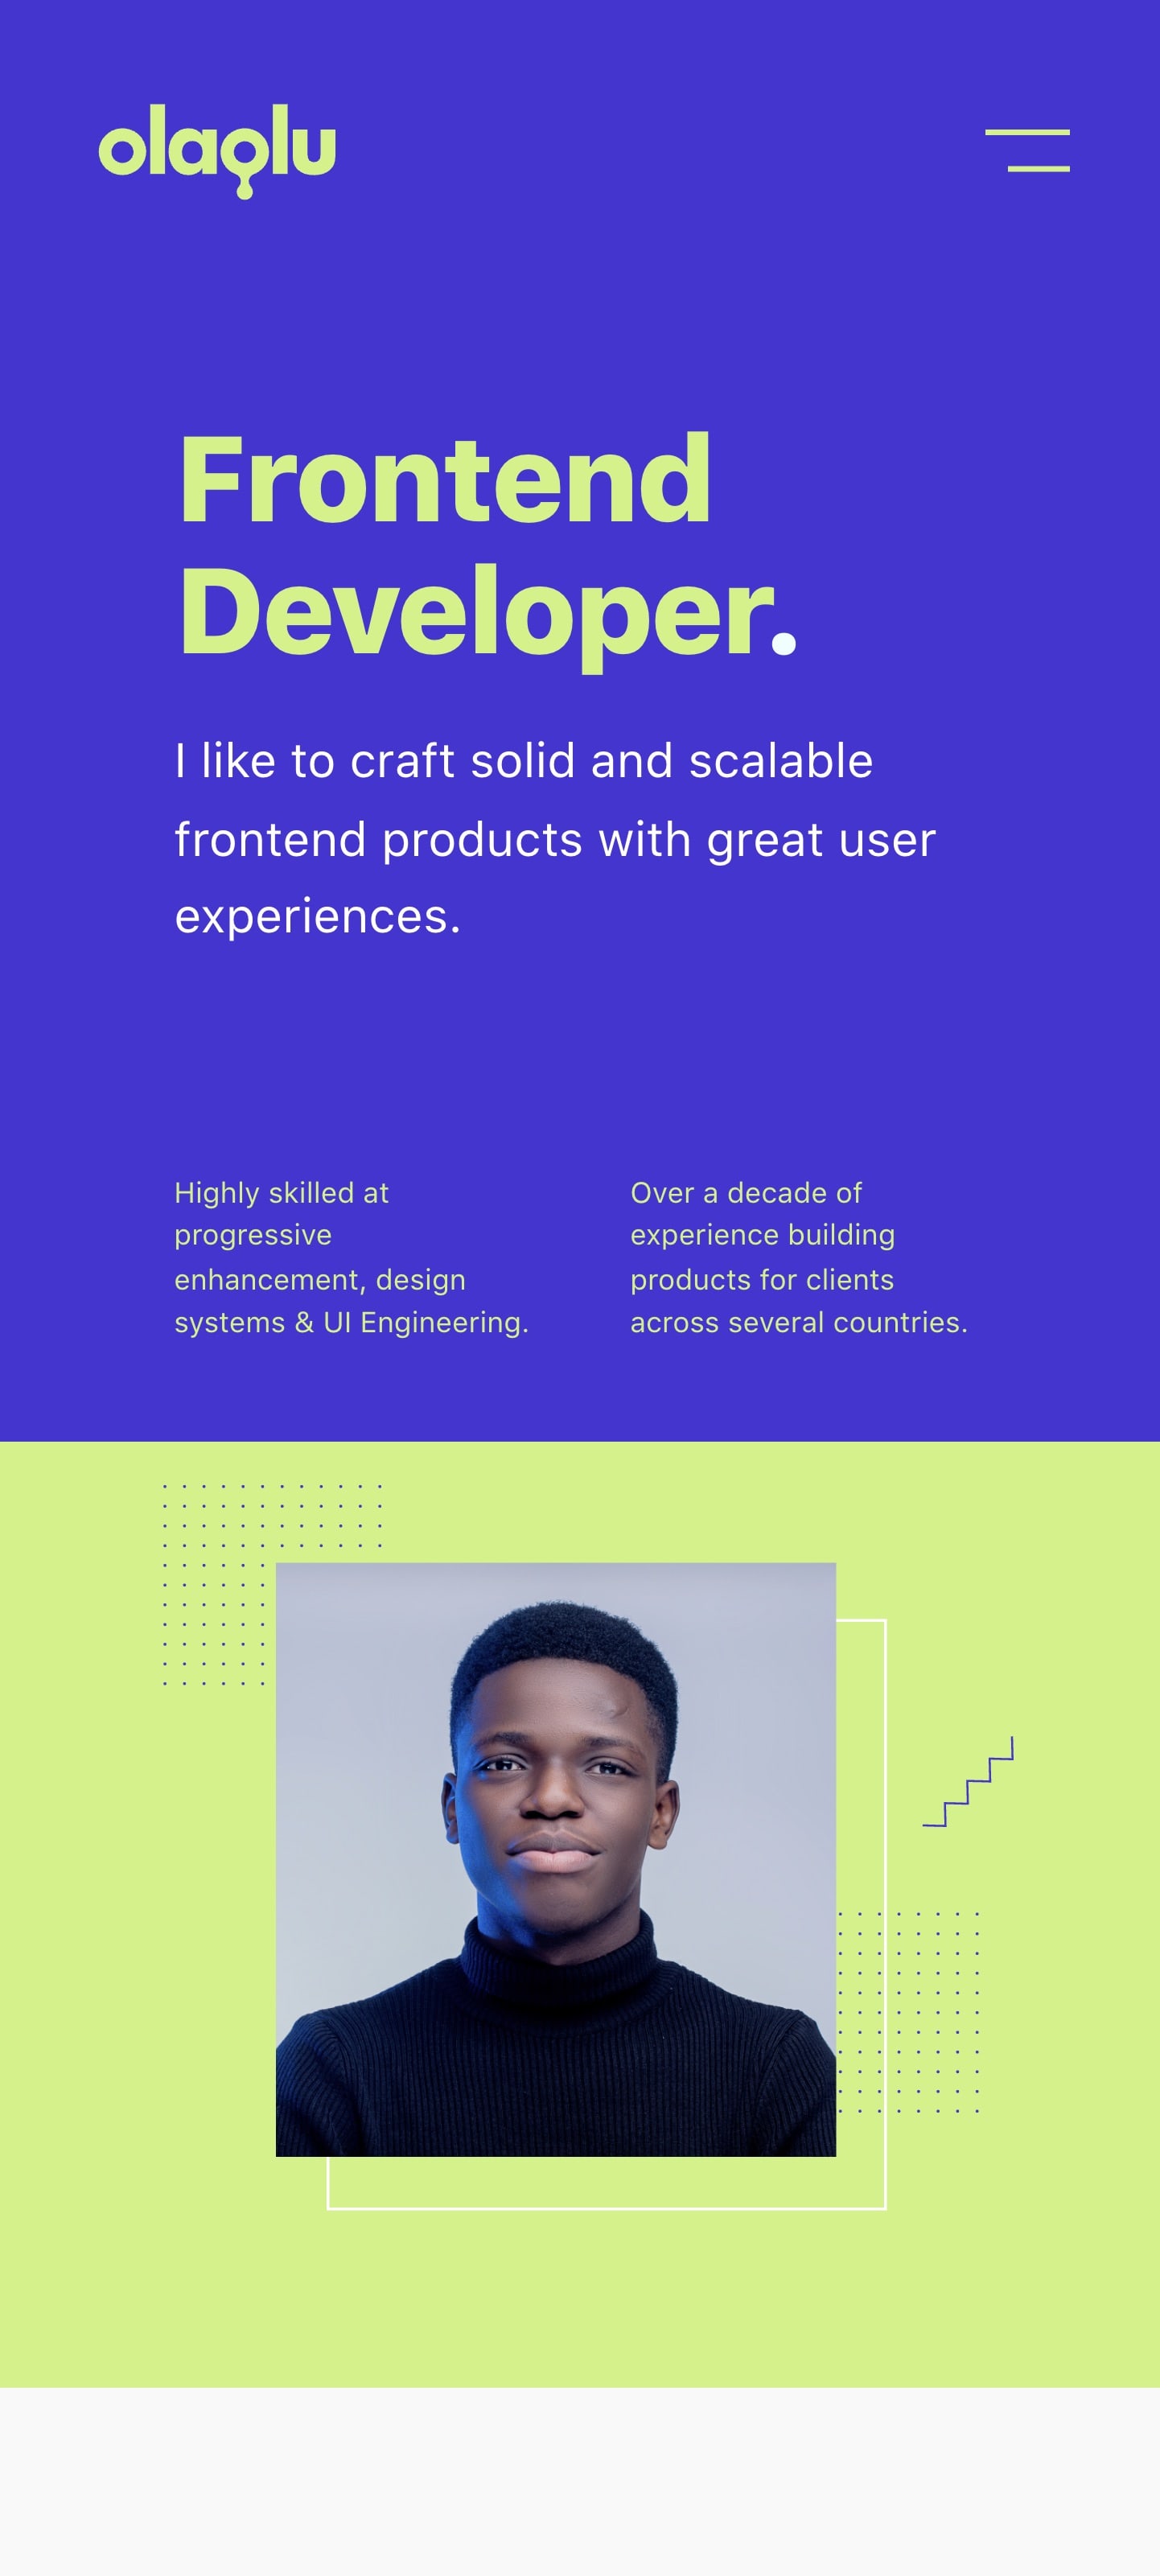 olaolu
Frontend
Developer.
I like to craft solid and scalable
frontend products with great user
experiences.
Highly skilled at
progressive
enhancement, design
systems & UI Engineering.
Over a decade of
experience building
products for clients
across several countries.